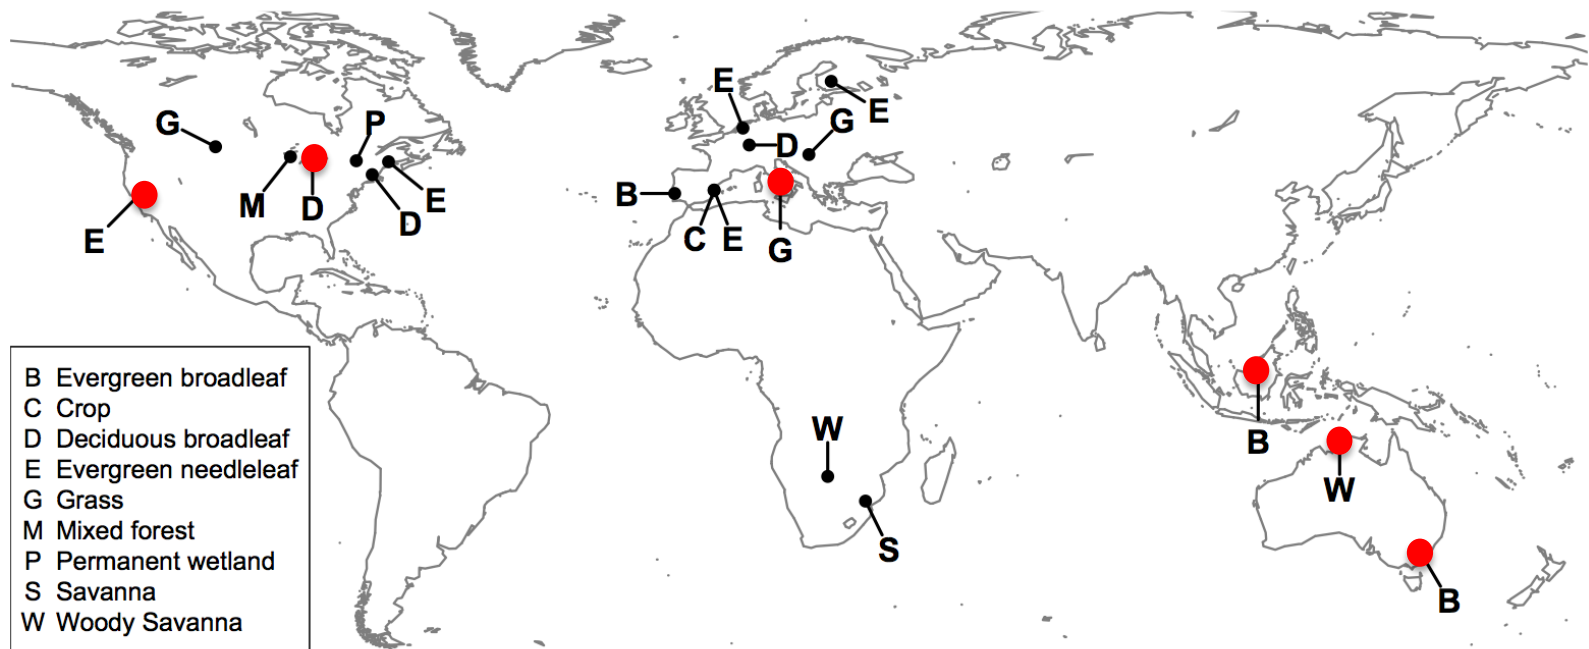 E
E
G
P
G
D
B
M
D
E
D
E
C
E
G
W
B
W
S
B
B Evergreen broadleaf
C Crop
D Deciduous broadleaf
E Evergreen needleleaf
G Grass
M Mixed forest
P Permanent wetland
S Savanna
W Woody Savanna